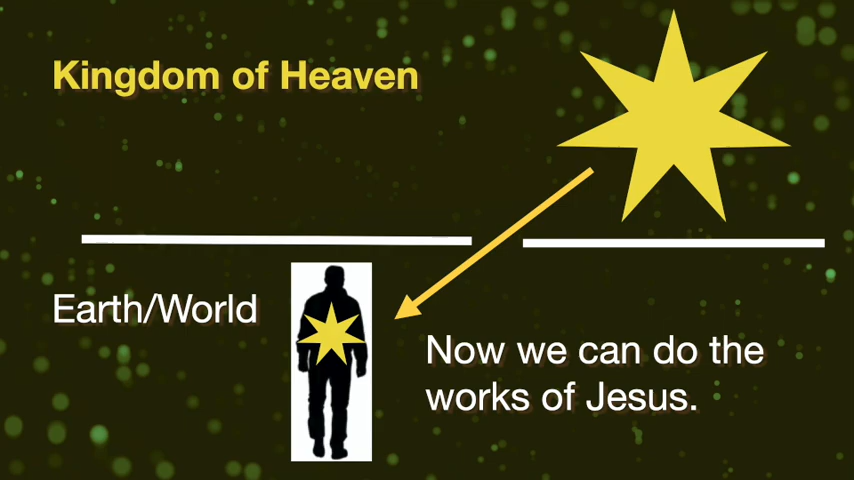 Kingdom of Heaven
Earth/World
Now we can do the
works of Jesus.